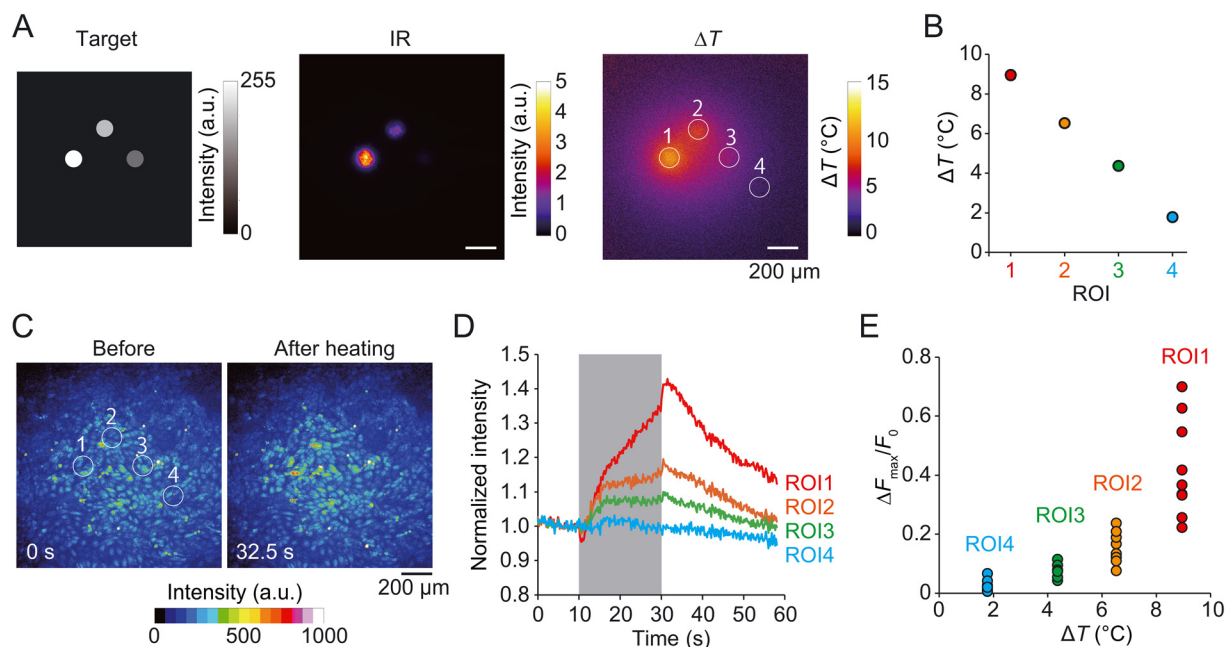 A
Target
255
Intensity (a.u.)
0
IR
5
4
3
2
1
0
Intensity (a.u.)
ΔT
1
2
3
4
15
10
5
0
ΔT (°C)
200 µm
B
10
8
6
4
2
0
ΔT (°C)
1 2 3 4
ROI
C
Before
After heating
1
2
3
4
0 s
32.5 s
200 µm
Intensity (a.u.)
0 500 1000
D
1.5
1.4
1.3
1.2
1.1
1.0
0.9
0.8
Normalized intensity
ROI1
ROI2
ROI3
ROI4
0 10 20 30 40 50 60
Time (s)
E
0.8
0.6
0.4
0.2
0
ΔFmax/F0
ROI1
ROI2
ROI3
ROI4
0 2 4 6 8 10
ΔT (°C)